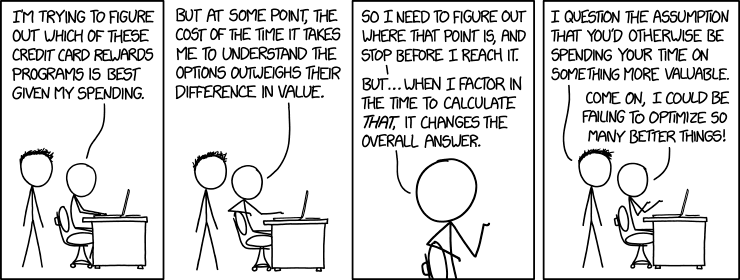 I'M TRYING TO FIGURE
OUT WHICH OF THESE
CREDIT CARD REWARDS
PROGRAMS IS BEST
GIVEN MY SPENDING.
BUT AT SOME POINT, THE
COST OF THE TIME IT TAKES
ME TO UNDERSTAND THE
OPTIONS OUTWEIGHS THEIR
DIFFERENCE IN VALUE.
SO I NEED TO FIGURE OUT
WHERE THAT POINT IS, AND
STOP BEFORE I REACH IT.
BUT... WHEN I FACTOR IN
THE TIME TO CALCULATE
THAT, IT CHANGES THE
OVERALL ANSWER.
I QUESTION THE ASSUMPTION
THAT YOU'D OTHERWISE BE
SPENDING YOUR TIME ON
SOMETHING MORE VALUABLE.
COME ON, I COULD BE
FAILING TO OPTIMIZE SO
MANY BETTER THINGS!